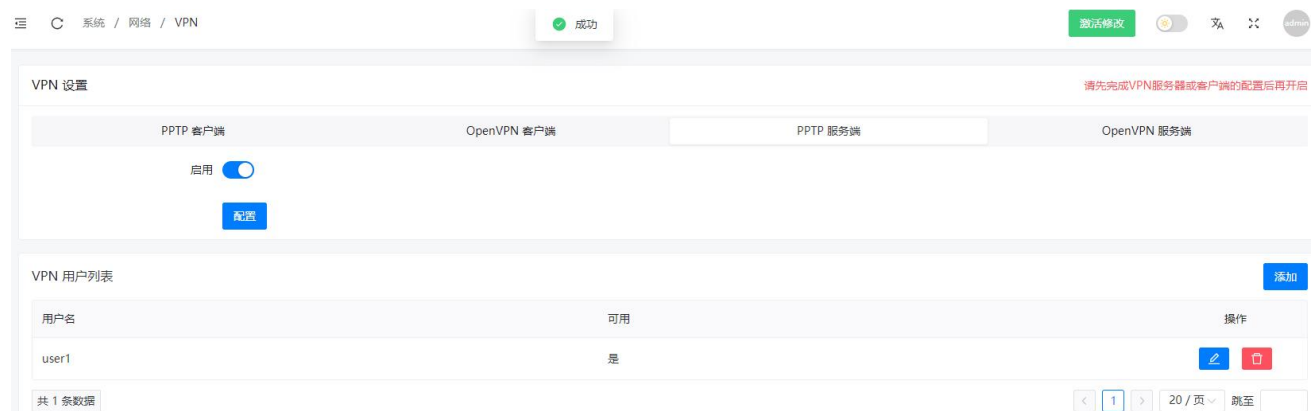 系统 / 网络 / VPN
成功
激活修改
admin
VPN 设置
请先完成VPN服务器或客户端的配置后再开启
PPTP 客户端 OpenVPN 客户端 PPTP 服务端 OpenVPN 服务端
启用
配置
VPN 用户列表
添加
用户名 可用 操作
user1 是
共 1 条数据
1
20 / 页
跳至